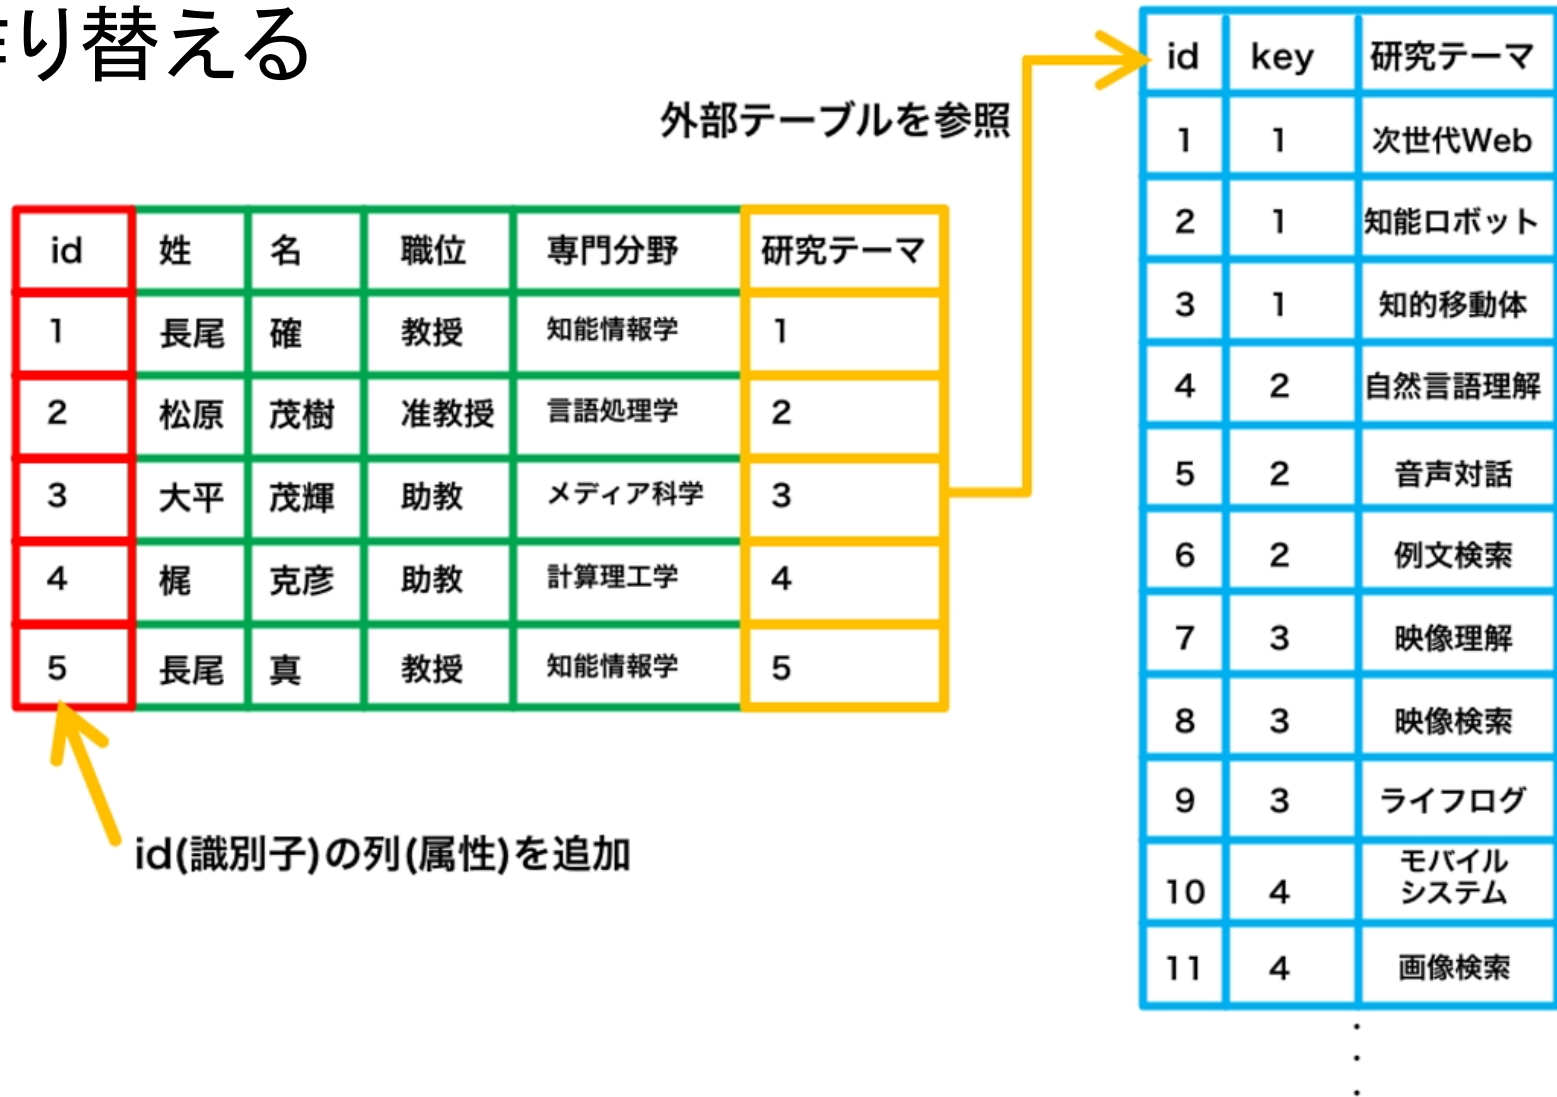 り替える
外部テーブルを参照
id 姓 名 職位 専門分野 研究テーマ
1 長尾 確 教授 知能情報学 1
2 松原 茂樹 准教授 言語処理学 2
3 大平 茂輝 助教 メディア科学 3
4 梶 克彦 助教 計算理工学 4
5 長尾 真 教授 知能情報学 5
id(識別子)の列(属性)を追加
id key 研究テーマ
1 1 次世代Web
2 1 知能ロボット
3 1 知的移動体
4 2 自然言語理解
5 2 音声対話
6 2 例文検索
7 3 映像理解
8 3 映像検索
9 3 ライフログ
10 4 モバイル
システム
11 4 画像検索